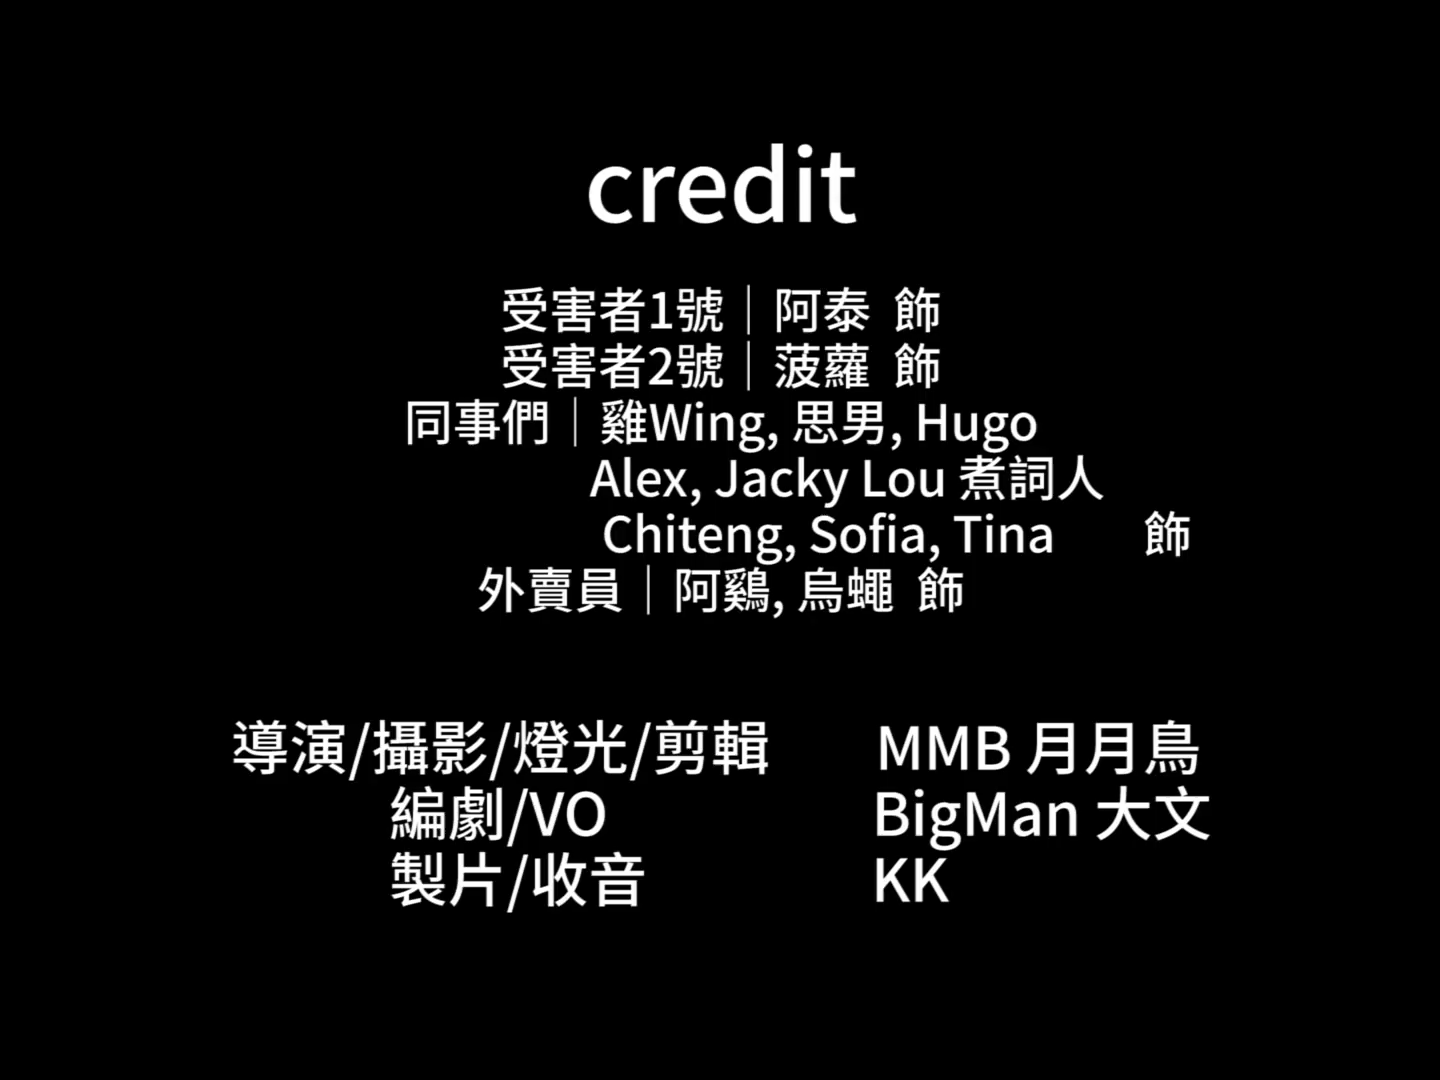 credit
受害者1號｜阿泰 飾
受害者2號｜菠蘿 飾
同事們｜雞Wing, 思男, Hugo
Alex, Jacky Lou 煮詞人
Chiteng, Sofia, Tina 飾
外賣員｜阿鷄, 烏蠅 飾
導演/攝影/燈光/剪輯 MMB 月月鳥
編劇/VO BigMan 大文
製片/收音 KK